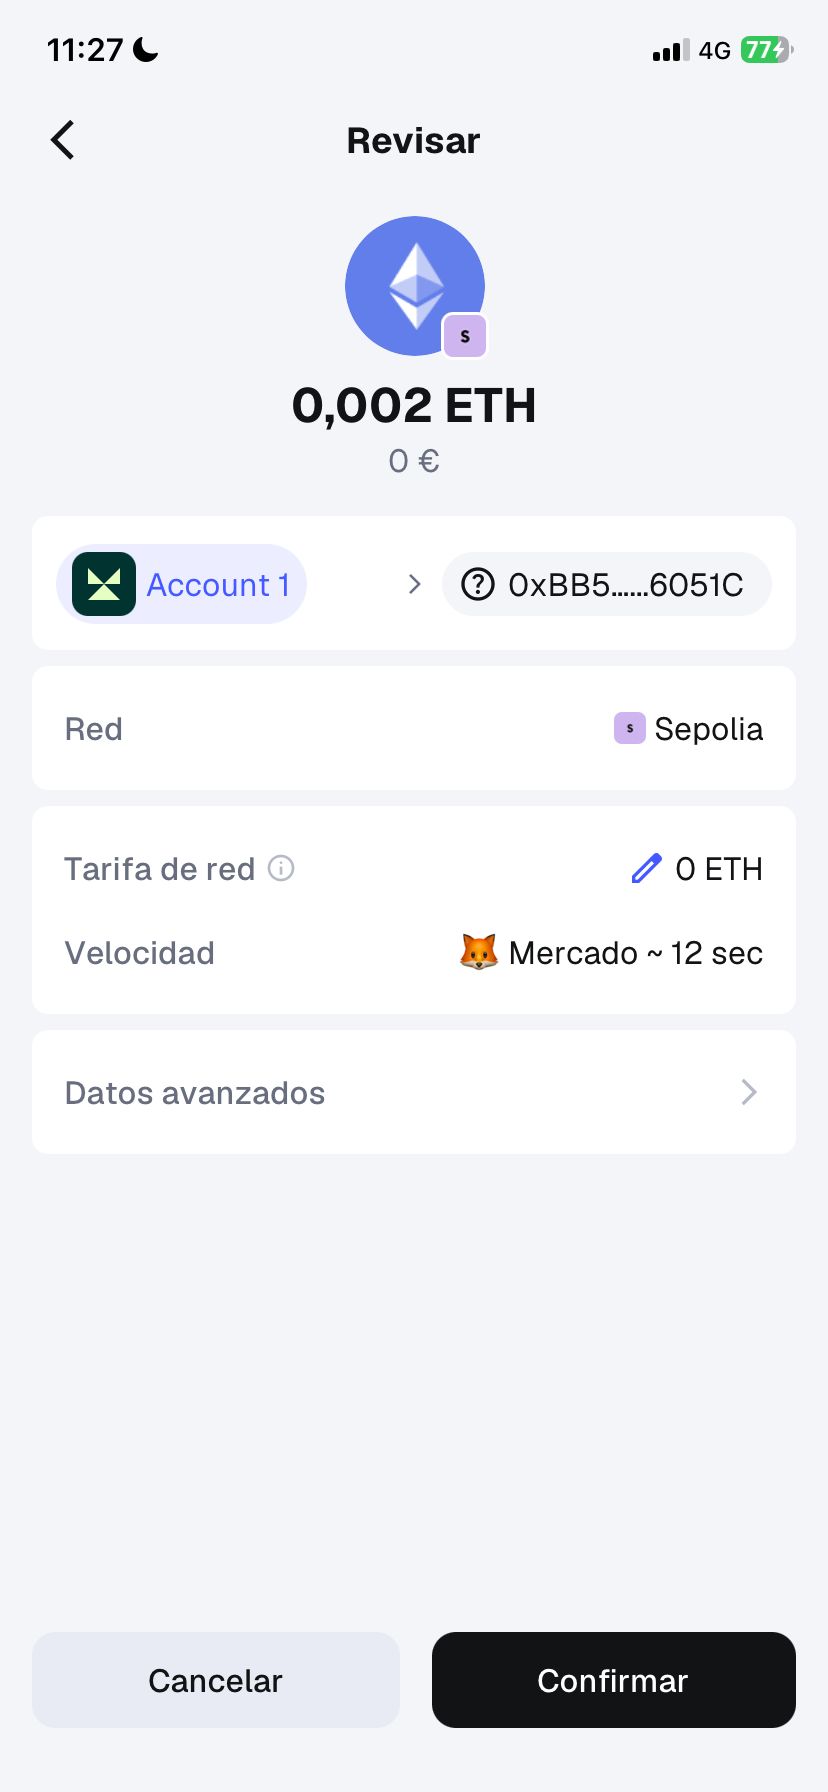 11:27
4G 77
Revisar
S
0,002 ETH
0 €
Account 1
0xBB5......6051C
Red
S Sepolia
Tarifa de red
0 ETH
Velocidad
Mercado ~ 12 sec
Datos avanzados
Cancelar
Confirmar